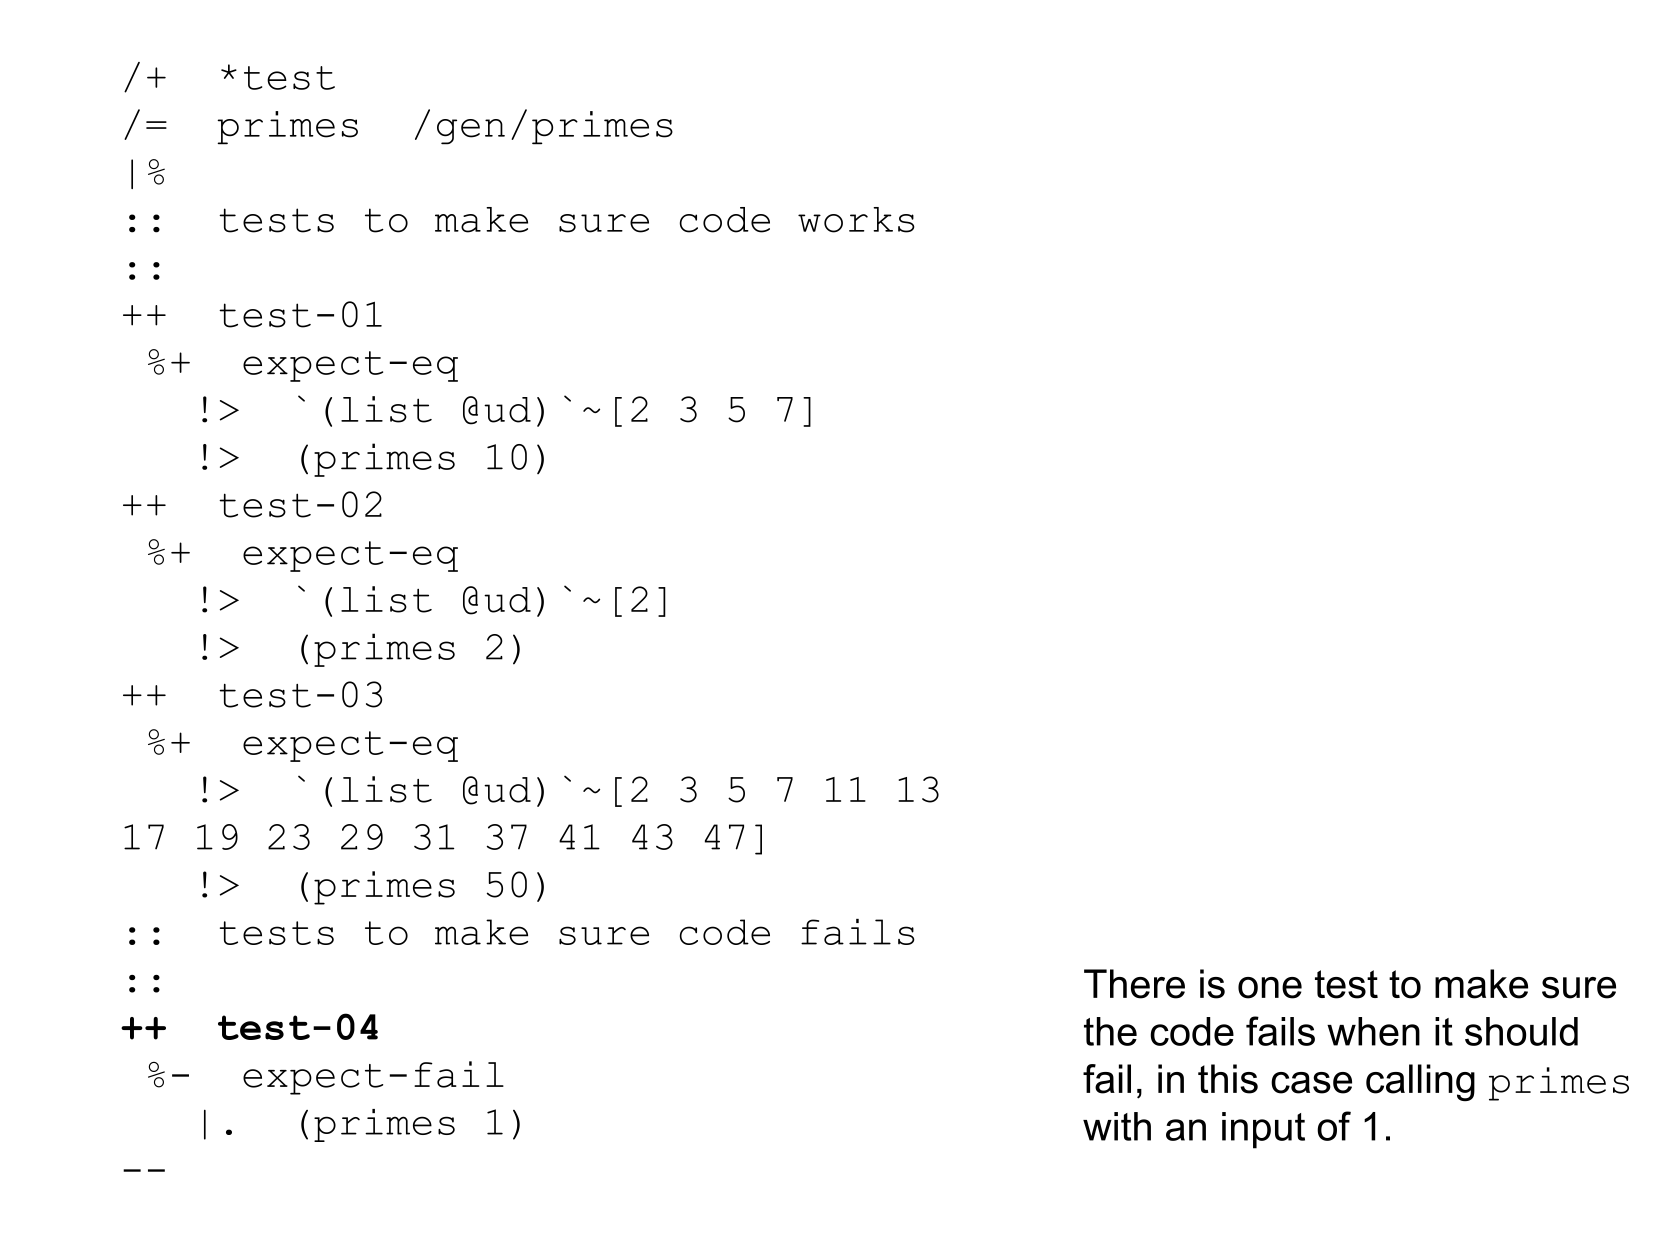 /+  *test
/=  primes  /gen/primes
|%
::  tests to make sure code works
::
++  test-01
 %+  expect-eq
   !>  `(list @ud)`~[2 3 5 7]
   !>  (primes 10)
++  test-02
 %+  expect-eq
   !>  `(list @ud)`~[2]
   !>  (primes 2)
++  test-03
 %+  expect-eq
   !>  `(list @ud)`~[2 3 5 7 11 13
17 19 23 29 31 37 41 43 47]
   !>  (primes 50)
::  tests to make sure code fails
::
++  test-04
 %-  expect-fail
   |.  (primes 1)
--
There is one test to make sure
the code fails when it should
fail, in this case calling primes
with an input of 1.